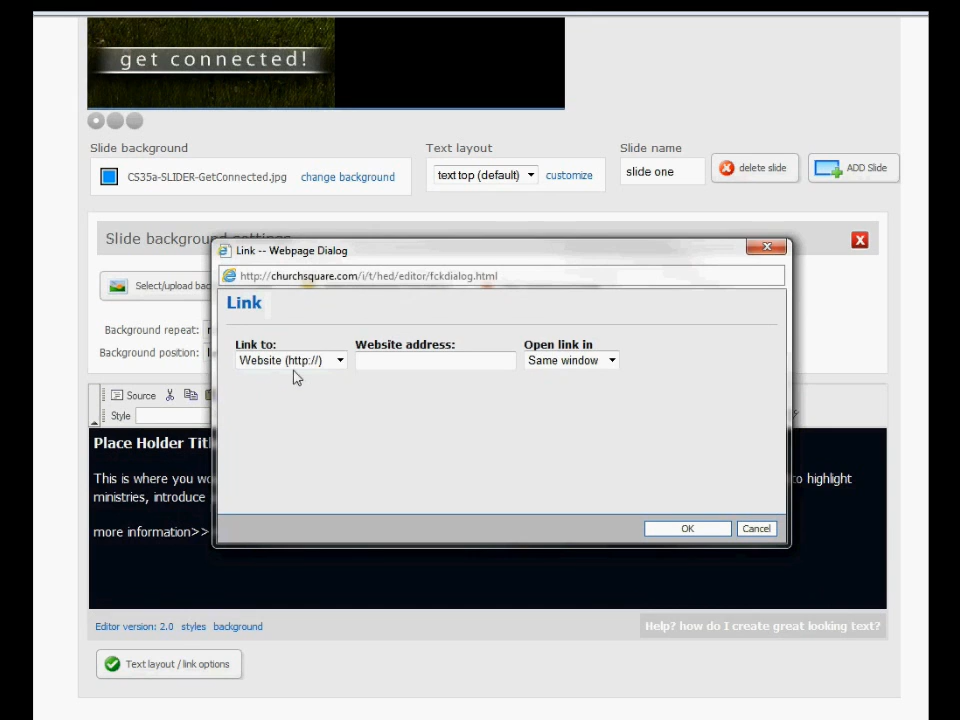 get connected!
Slide background
Text layout
Slide name
CS35a-SLIDER-GetConnected.jpg change background
text top (default) customize
slide one
delete slide
ADD Slide
Slide background settings
X
Link -- Webpage Dialog
http://churchsquare.com/i/t/hed/editor/fckdialog.html
Select/upload bac
Link
Background repeat:
Background position:
Link to:
Website address:
Open link in
Website (http://)
Same window
Source
Style
Place Holder Tit
This is where you wo
to highlight
ministries, introduce
more information>>
OK
Cancel
Editor version: 2.0 styles background
Help? how do I create great looking text?
Text layout / link options